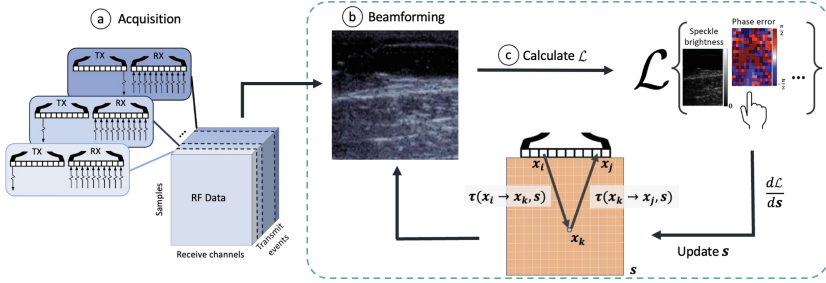 a Acquisition
TX RX
TX RX
TX RX
...
RF Data
Samples
Receive channels
Transmit
events
b Beamforming
c Calculate ℒ
ℒ
Speckle
brightness
0
Phase error
π/2
...
x_i x_j
τ(x_i → x_k, s) τ(x_k → x_j, s)
x_k
s
dℒ/ds
Update s